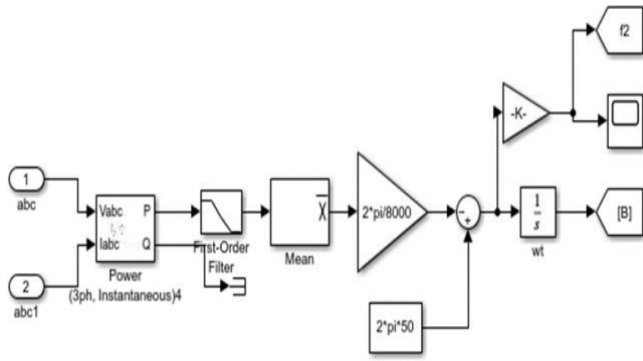 f2
-K-
1
abc
Vabc
P
Iabc
Q
2
abc1
Power
(3ph, Instantaneous)4
First-Order
Filter
X
Mean
2*pi/8000
-
+
2*pi*50
1
s
wt
[B]